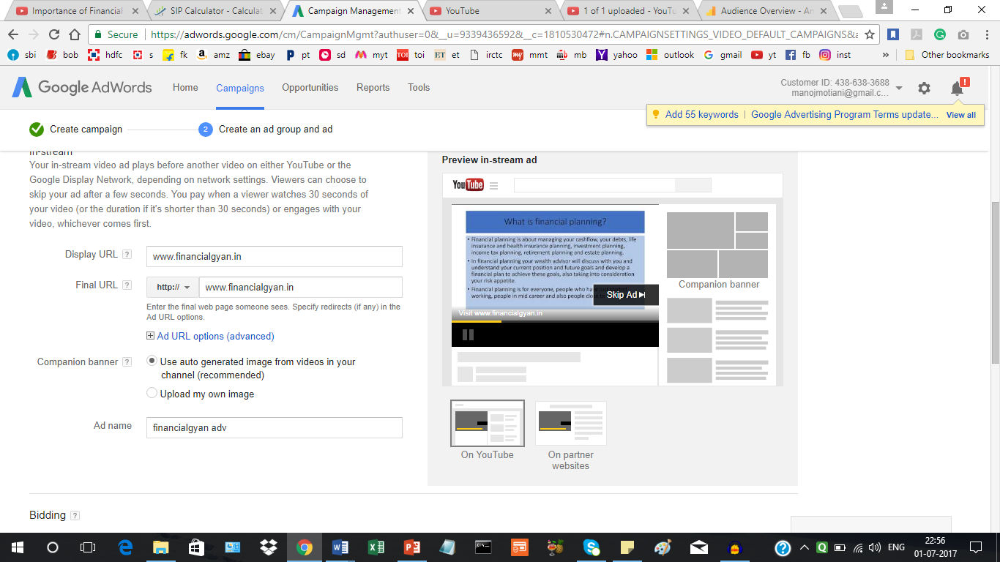 Importance of Financial
SIP Calculator - Calculat
Campaign Management
YouTube
1 of 1 uploaded - YouTu
Audience Overview - An
Secure
https://adwords.google.com/cm/CampaignMgmt?authuser=0&__u=9339436592&__c=1810530472#n.CAMPAIGNSETTINGS_VIDEO_DEFAULT_CAMPAIGNS&a
sbi bob hdfc s fk amz ebay pt sd myt toi et irctc mmt mb yahoo outlook gmail yt fb inst » Other bookmarks
Google AdWords
Home Campaigns Opportunities Reports Tools
Customer ID: 438-638-3688
manojmotiani@gmail.c...
Add 55 keywords | Google Advertising Program Terms update... View all
Create campaign
2 Create an ad group and ad
In-stream
Your in-stream video ad plays before another video on either YouTube or the
Google Display Network, depending on network settings. Viewers can choose to
skip your ad after a few seconds. You pay when a viewer watches 30 seconds of
your video (or the duration if it's shorter than 30 seconds) or engages with your
video, whichever comes first.
Display URL ? www.financialgyan.in
Final URL ? http:// www.financialgyan.in
Enter the final web page someone sees. Specify redirects (if any) in the
Ad URL options.
Ad URL options (advanced)
Companion banner ? Use auto generated image from videos in your
channel (recommended)
Upload my own image
Ad name financialgyan adv
Preview in-stream ad
YouTube
What is financial planning?
• Financial planning is about managing your cashflow, your debts, life
insurance and health insurance planning, investment planning,
income tax planning, retirement planning and estate planning.
• In financial planning your wealth advisor will discuss with you and
understand your current position and future goals and develop a
financial plan to achieve these goals, also taking into consideration
your risk appetite.
• Financial planning is for everyone, people who have
working, people in mid career and also people
Skip Ad
Visit www.financialgyan.in
Companion banner
On YouTube
On partner
websites
Bidding ?
ENG
22:56
01-07-2017